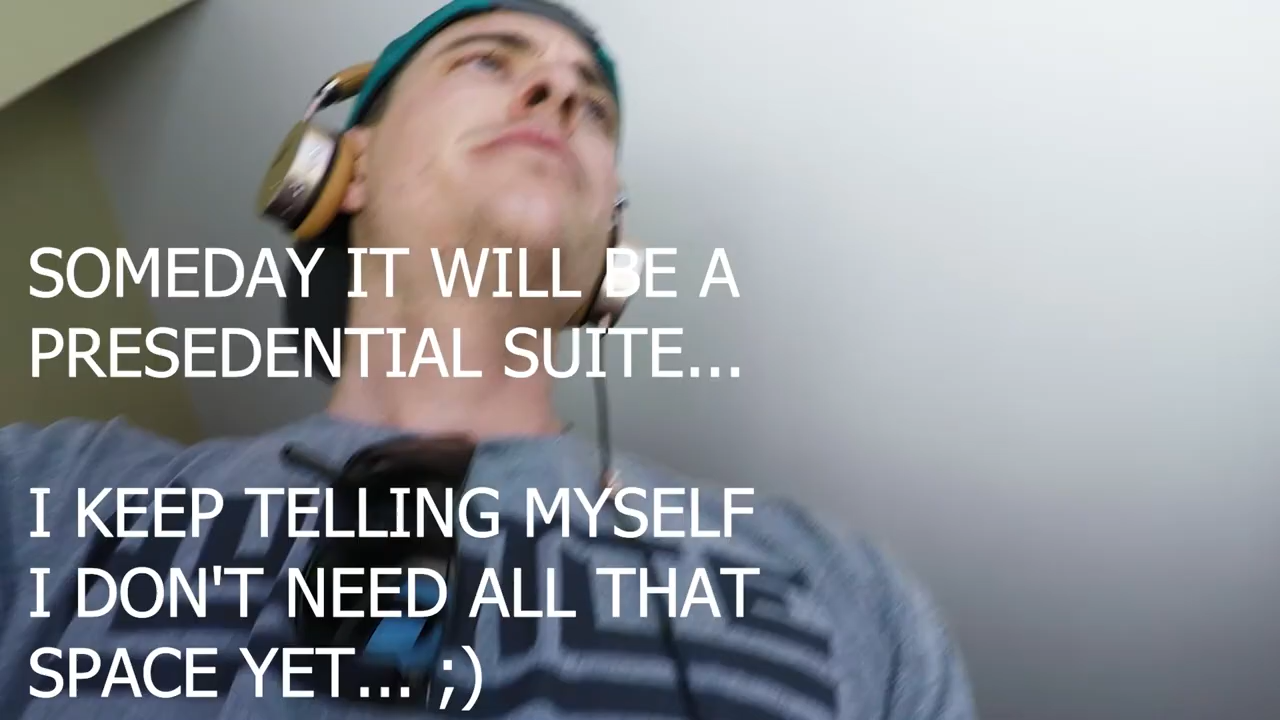 SOMEDAY IT WILL BE A
PRESEDENTIAL SUITE...
I KEEP TELLING MYSELF
I DON'T NEED ALL THAT
SPACE YET... ;)